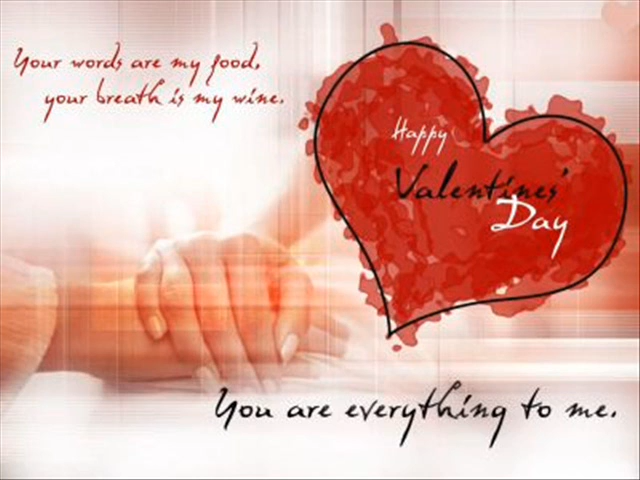 Your words are my food,
your breath is my wine.
Happy
Valentines'
Day
You are everything to me.